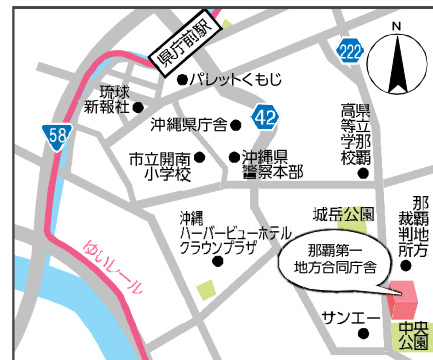 県庁前駅
N
222
パレットくもじ
琉球
新報社
沖縄県庁舎
42
58
県立那覇
高等学校
市立開南
小学校
沖縄県
警察本部
那覇地方
裁判所
城岳公園
沖縄
ハーバービューホテル
クラウンプラザ
那覇第一
地方合同庁舎
ゆいレール
サンエー
中央
公園